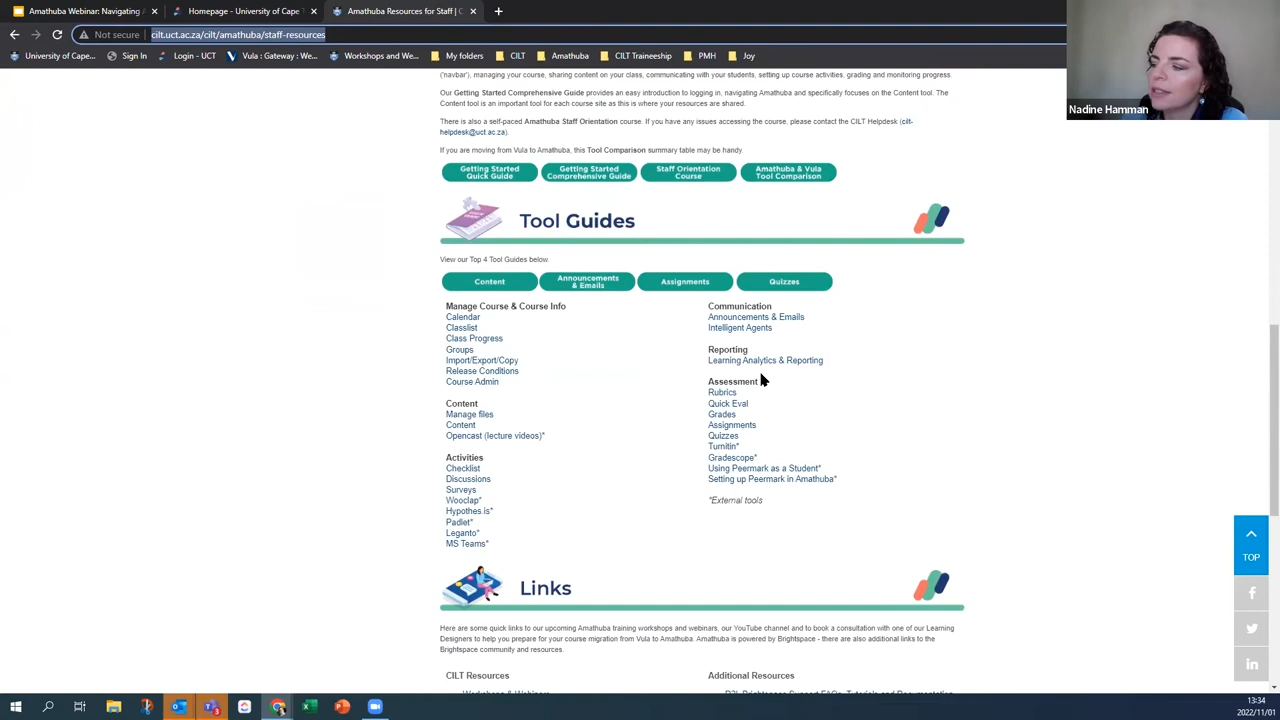 Amathuba Webinar - Nadine
Amathuba - University of Cape T
Amathuba Resources for Staff | C
Not secure | cilt.uct.ac.za/cilt/amathuba/staff-resources
University of Cape...
Sign In
Outlook
UCT
Vula : Gateway : We...
Workshops and We...
My folders
CILT
Amathuba
CILT Traineeship
PMH
Joy
Nadine Hamman
('navbar'), managing your course, sharing content on your class, communicating with your students, setting up course activities, grading and monitoring progress.
Our Getting Started Comprehensive Guide provides an easy introduction to logging in, navigating Amathuba and specifically focuses on the Content tool. The
Content tool is an important tool for each course site as this is where your resources are shared.
There is also a self-paced Amathuba Staff Orientation course. If you have any issues accessing the course, please contact the CILT Helpdesk (cilt-
helpdesk@uct.ac.za).
If you are moving from Vula to Amathuba, this Tool Comparison summary table may be handy.
Getting Started
Quick Guide
Getting Started
Comprehensive Guide
Staff Orientation
Course
Amathuba & Vula
Tool Comparison
Tool Guides
View our Top 4 Tool Guides below.
Content
Announcements
& Emails
Assignments
Quizzes
Manage Course & Course Info
Calendar
Classlist
Class Progress
Groups
Import/Export/Copy
Release Conditions
Course Admin
Content
Manage files
Content
Opencast (lecture videos)*
Activities
Checklist
Discussions
Surveys
Wooclap*
Hypothes.is*
Padlet*
Leganto*
MS Teams*
Communication
Announcements & Emails
Intelligent Agents
Reporting
Learning Analytics & Reporting
Assessment
Rubrics
Quick Eval
Grades
Assignments
Quizzes
Turnitin*
Gradescope*
Using Peermark as a Student*
Setting up Peermark in Amathuba*
*External tools
TOP
Links
Here are some quick links to our upcoming Amathuba training workshops and webinars, our YouTube channel and to book a consultation with one of our Learning
Designers to help you prepare for your course migration from Vula to Amathuba. Amathuba is powered by Brightspace - there are also additional links to the
Brightspace community and resources.
CILT Resources
Additional Resources
Workshops & Webinars
D2L Brightspace Support FAQs, Tutorials and Documentation
13:34
2022/11/01